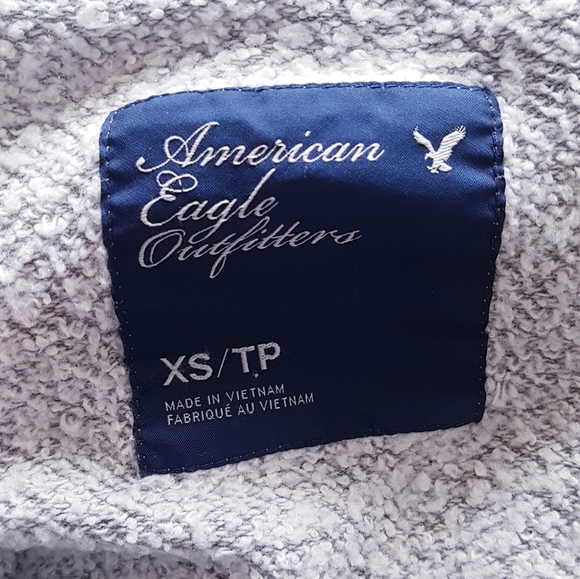 American
Eagle
Outfitters
XS/TP
MADE IN VIETNAM
FABRIQUÉ AU VIETNAM